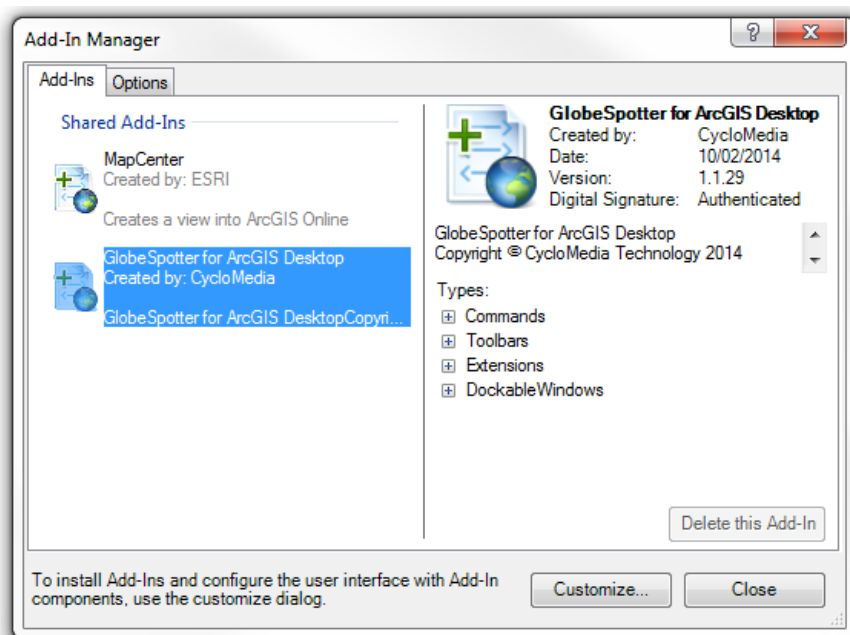 Add-In Manager
Add-Ins
Options
Shared Add-Ins
MapCenter
Created by: ESRI
Creates a view into ArcGIS Online
GlobeSpotter for ArcGIS Desktop
Created by: CycloMedia
GlobeSpotter for ArcGIS DesktopCopyri...
GlobeSpotter for ArcGIS Desktop
Created by: CycloMedia
Date: 10/02/2014
Version: 1.1.29
Digital Signature: Authenticated
GlobeSpotter for ArcGIS Desktop
Copyright © CycloMedia Technology 2014
Types:
Commands
Toolbars
Extensions
DockableWindows
Delete this Add-In
To install Add-Ins and configure the user interface with Add-In
components, use the customize dialog.
Customize...
Close